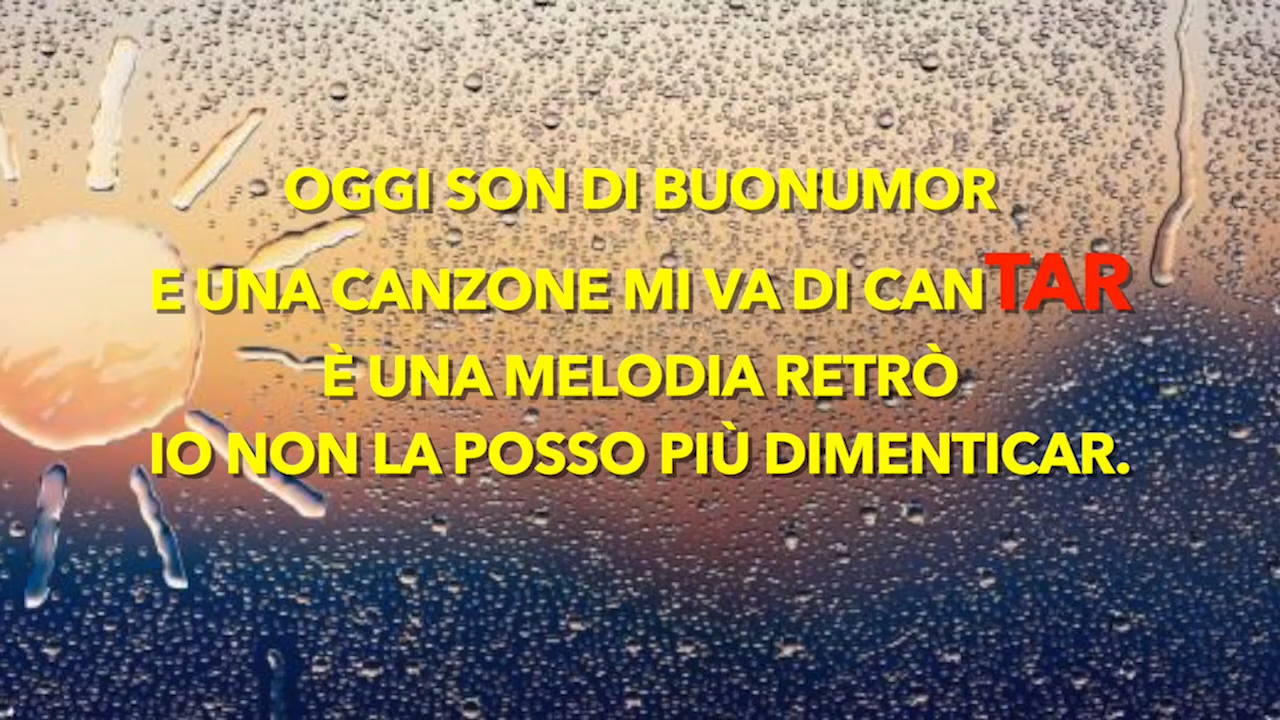 OGGI SON DI BUONUMOR
E UNA CANZONE MI VA DI CANTAR
È UNA MELODIA RETRÒ
IO NON LA POSSO PIÙ DIMENTICAR.